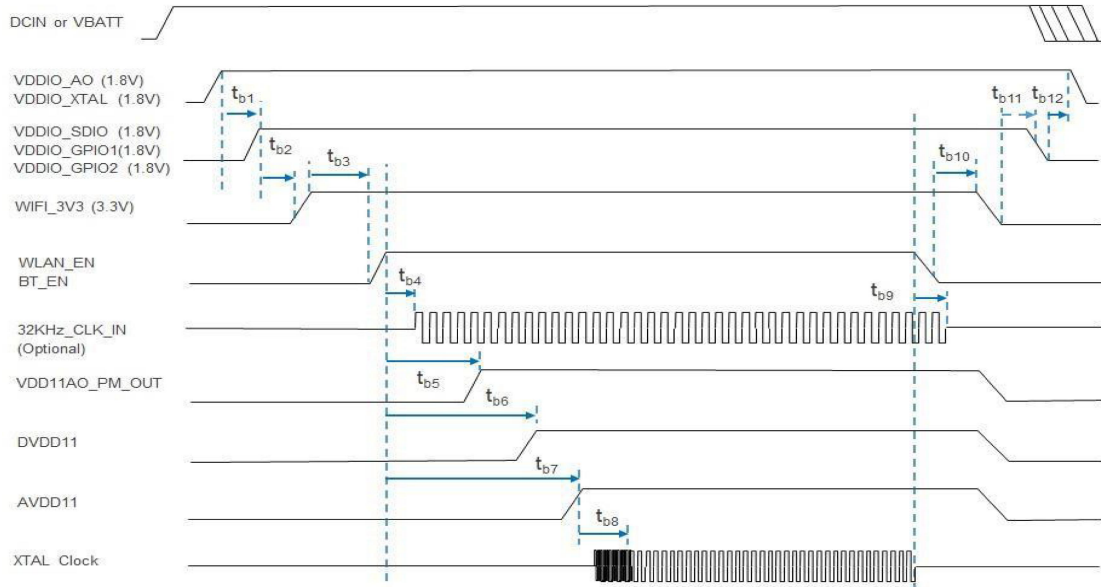 DCIN or VBATT
VDDIO_AO (1.8V)
VDDIO_XTAL (1.8V)
tb1
tb11
tb12
VDDIO_SDIO (1.8V)
VDDIO_GPIO1(1.8V)
VDDIO_GPIO2 (1.8V)
tb2
tb3
tb10
WIFI_3V3 (3.3V)
WLAN_EN
BT_EN
tb4
tb9
32KHz_CLK_IN
(Optional)
VDD11AO_PM_OUT
tb5
tb6
DVDD11
tb7
AVDD11
tb8
XTAL Clock